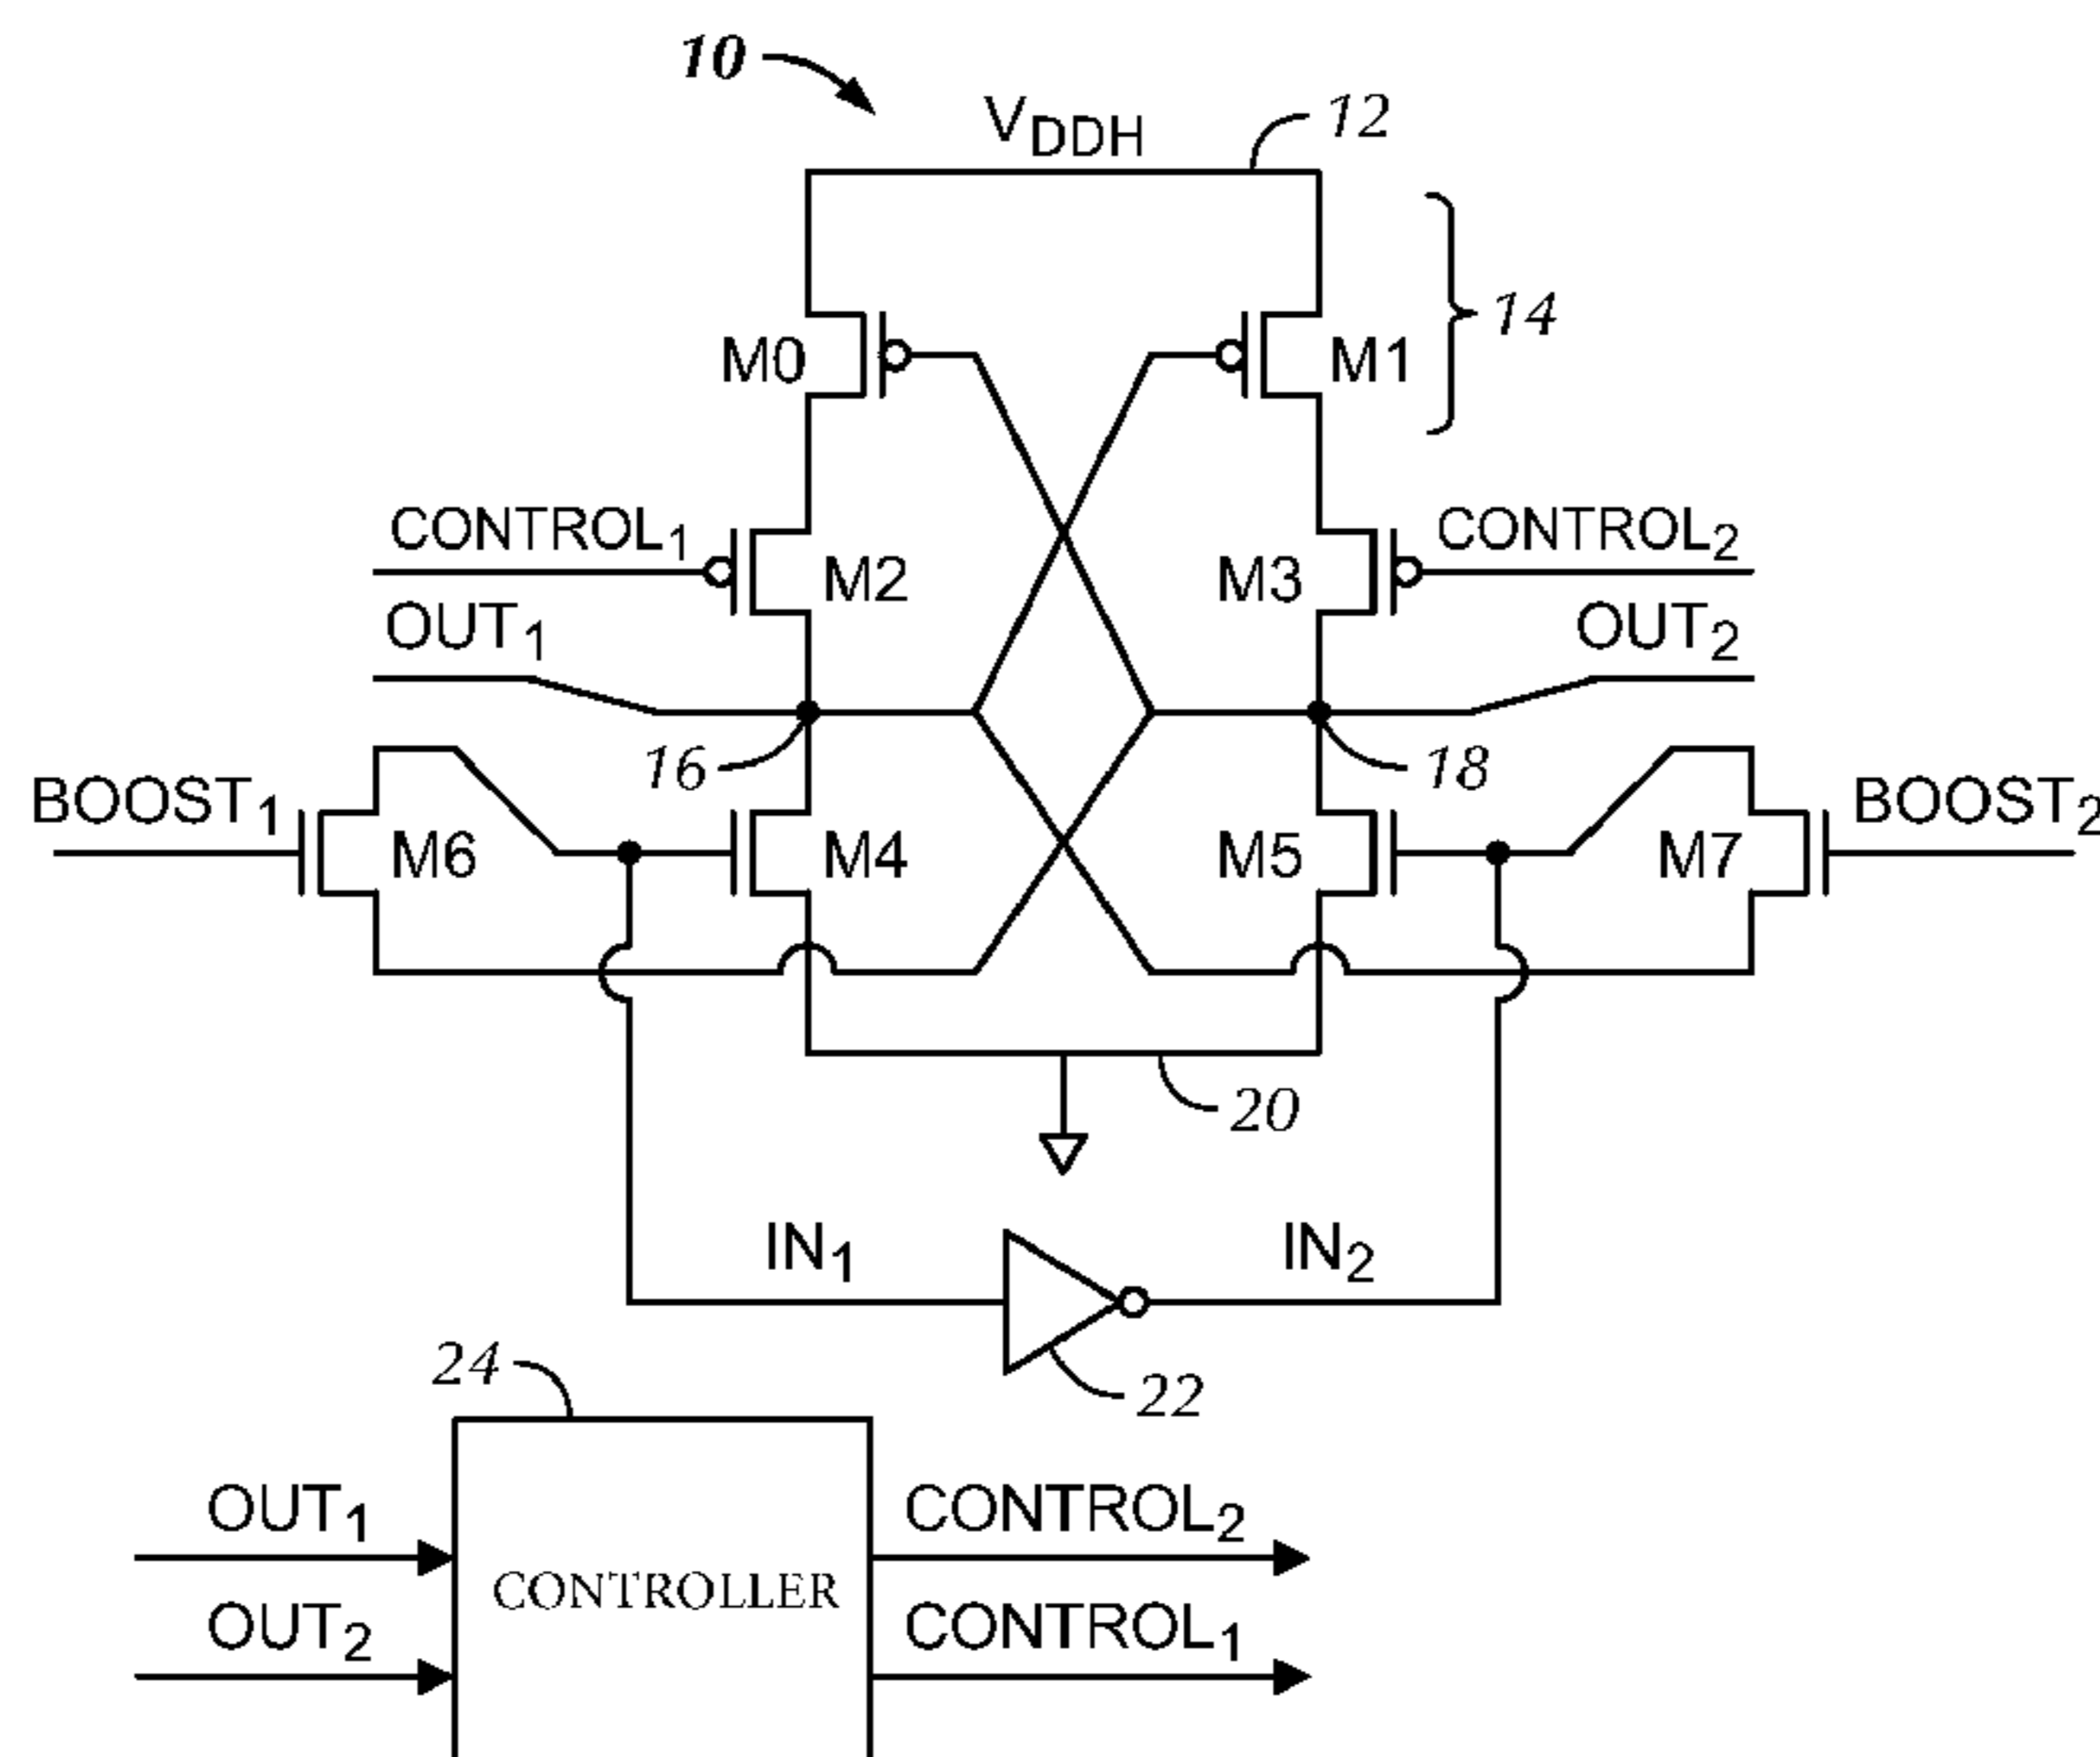 10
V_DDH
12
14
M0
M1
CONTROL₁
CONTROL₂
M2
M3
OUT₁
OUT₂
16
18
BOOST₁
BOOST₂
M6
M4
M5
M7
20
IN₁
IN₂
22
24
OUT₁
CONTROL₂
CONTROLLER
OUT₂
CONTROL₁